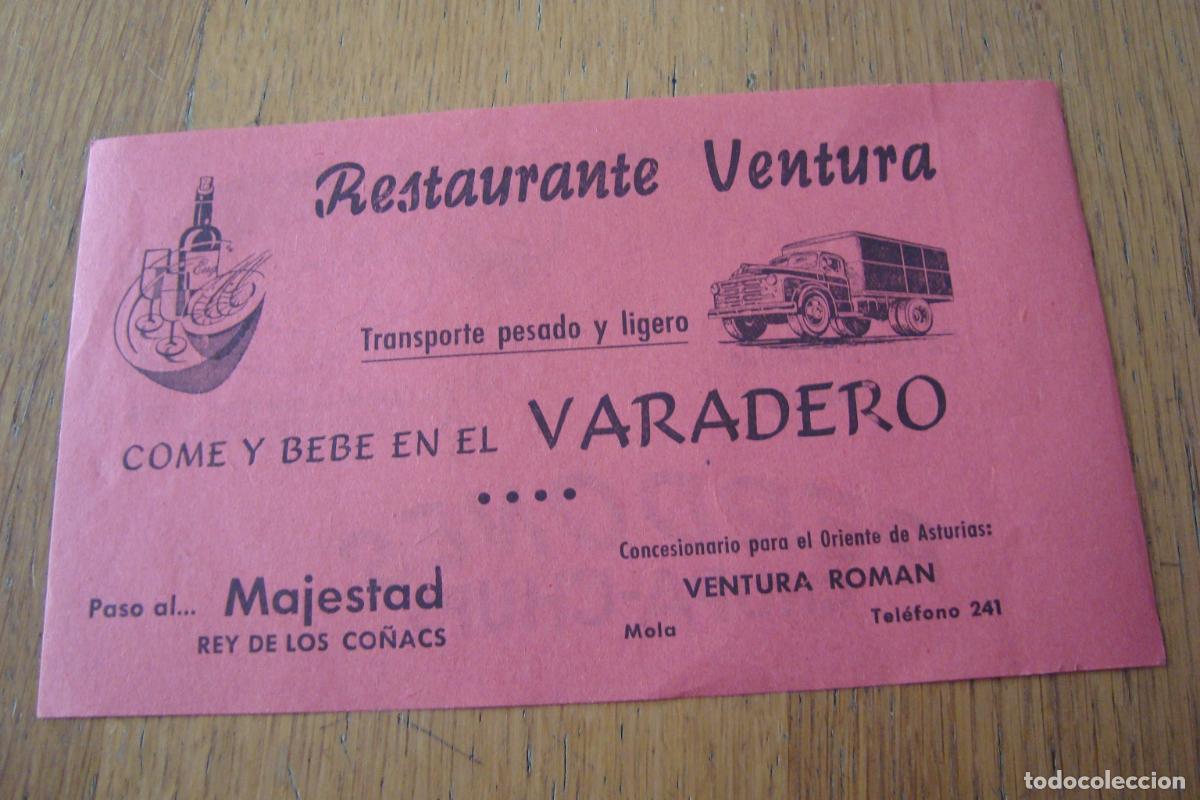 Restaurante Ventura
Transporte pesado y ligero
COME Y BEBE EN EL VARADERO
Paso al... Majestad
REY DE LOS COÑACS
Concesionario para el Oriente de Asturias:
VENTURA ROMAN
Mola Teléfono 241
todocoleccion